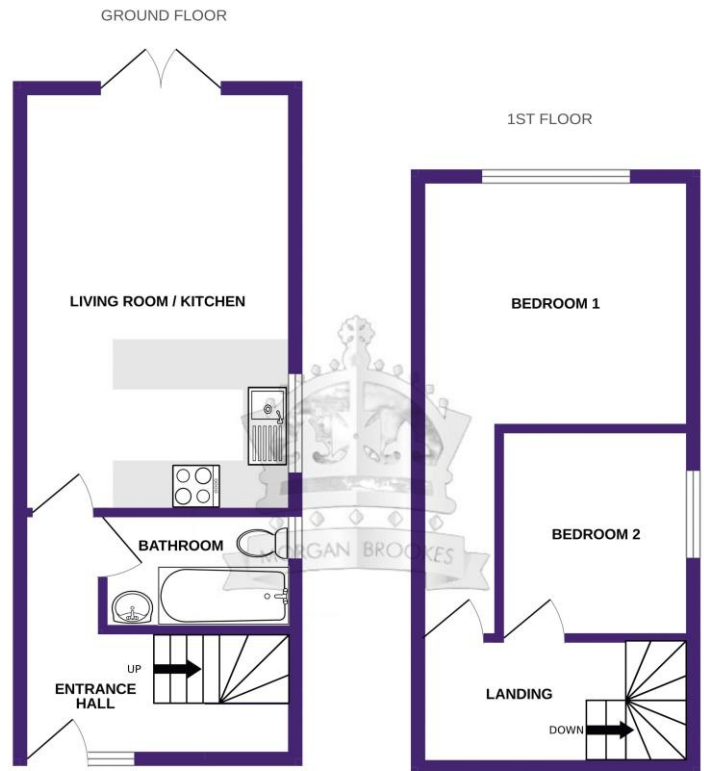 GROUND FLOOR
LIVING ROOM / KITCHEN
BATHROOM
UP
ENTRANCE
HALL
1ST FLOOR
BEDROOM 1
BEDROOM 2
LANDING
DOWN
MORGAN BROOKES